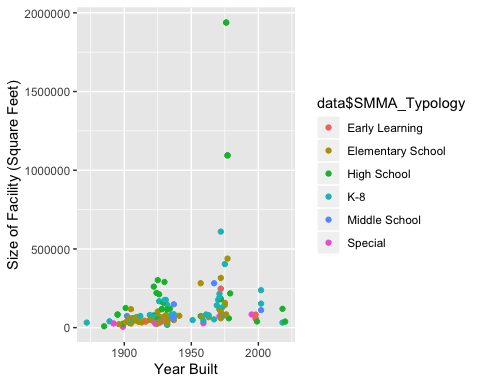 2000000
1500000
1000000
500000
0
Size of Facility (Square Feet)
1900
1950
2000
Year Built
data$SMMA_Typology
Early Learning
Elementary School
High School
K-8
Middle School
Special